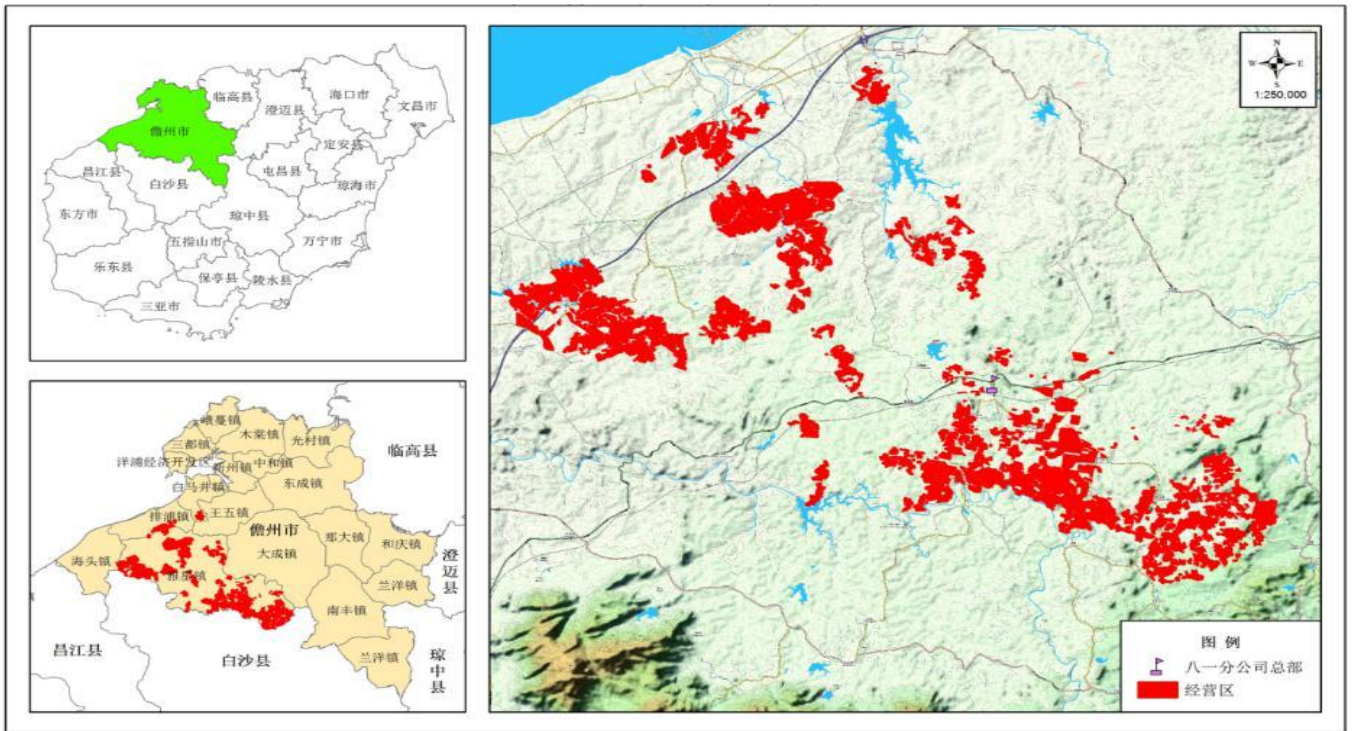 临高县
海口市
文昌市
澄迈县
儋州市
定安县
屯昌县
昌江县
白沙县
琼海市
东方市
琼中县
五指山市
万宁市
乐东县
保亭县
陵水县
三亚市
峨蔓镇
木棠镇
光村镇
三都镇
临高县
洋浦经济开发区
新州镇
中和镇
白马井镇
东成镇
排浦镇
王五镇
儋州市
那大镇
和庆镇
海头镇
大成镇
雅星镇
澄迈县
兰洋镇
南丰镇
昌江县
白沙县
兰洋镇
琼中县
N
W
E
S
1:250,000
图 例
八一分公司总部
经营区